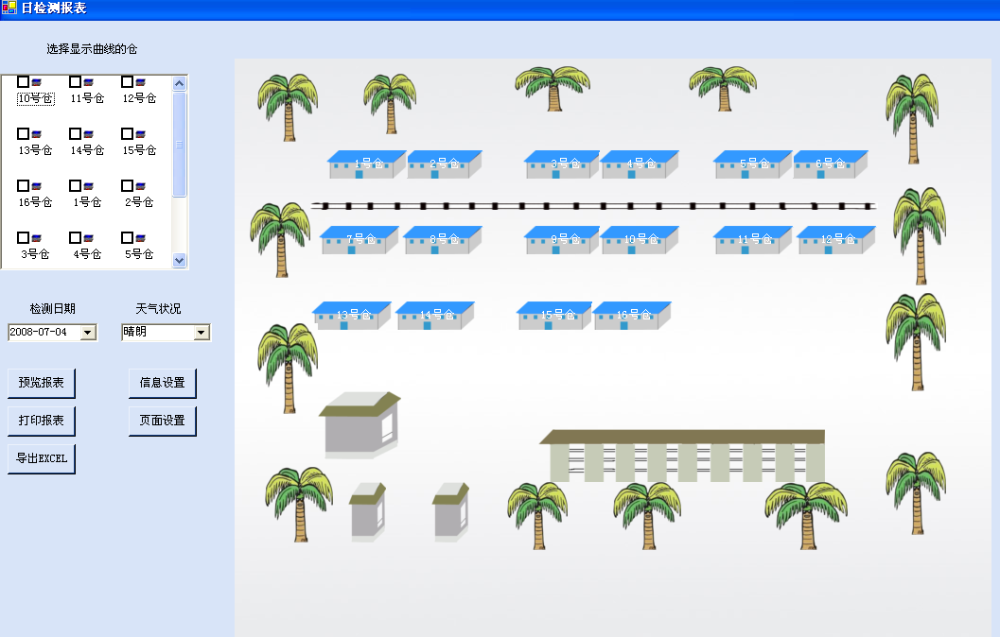 日检测报表
选择显示曲线的仓
10号仓 11号仓 12号仓
13号仓 14号仓 15号仓
16号仓 1号仓 2号仓
3号仓 4号仓 5号仓
检测日期 天气状况
2008-07-04 晴朗
预览报表 信息设置
打印报表 页面设置
导出EXCEL
1号仓 2号仓 3号仓 4号仓 5号仓 6号仓
7号仓 8号仓 9号仓 10号仓 11号仓 12号仓
13号仓 14号仓 15号仓 16号仓